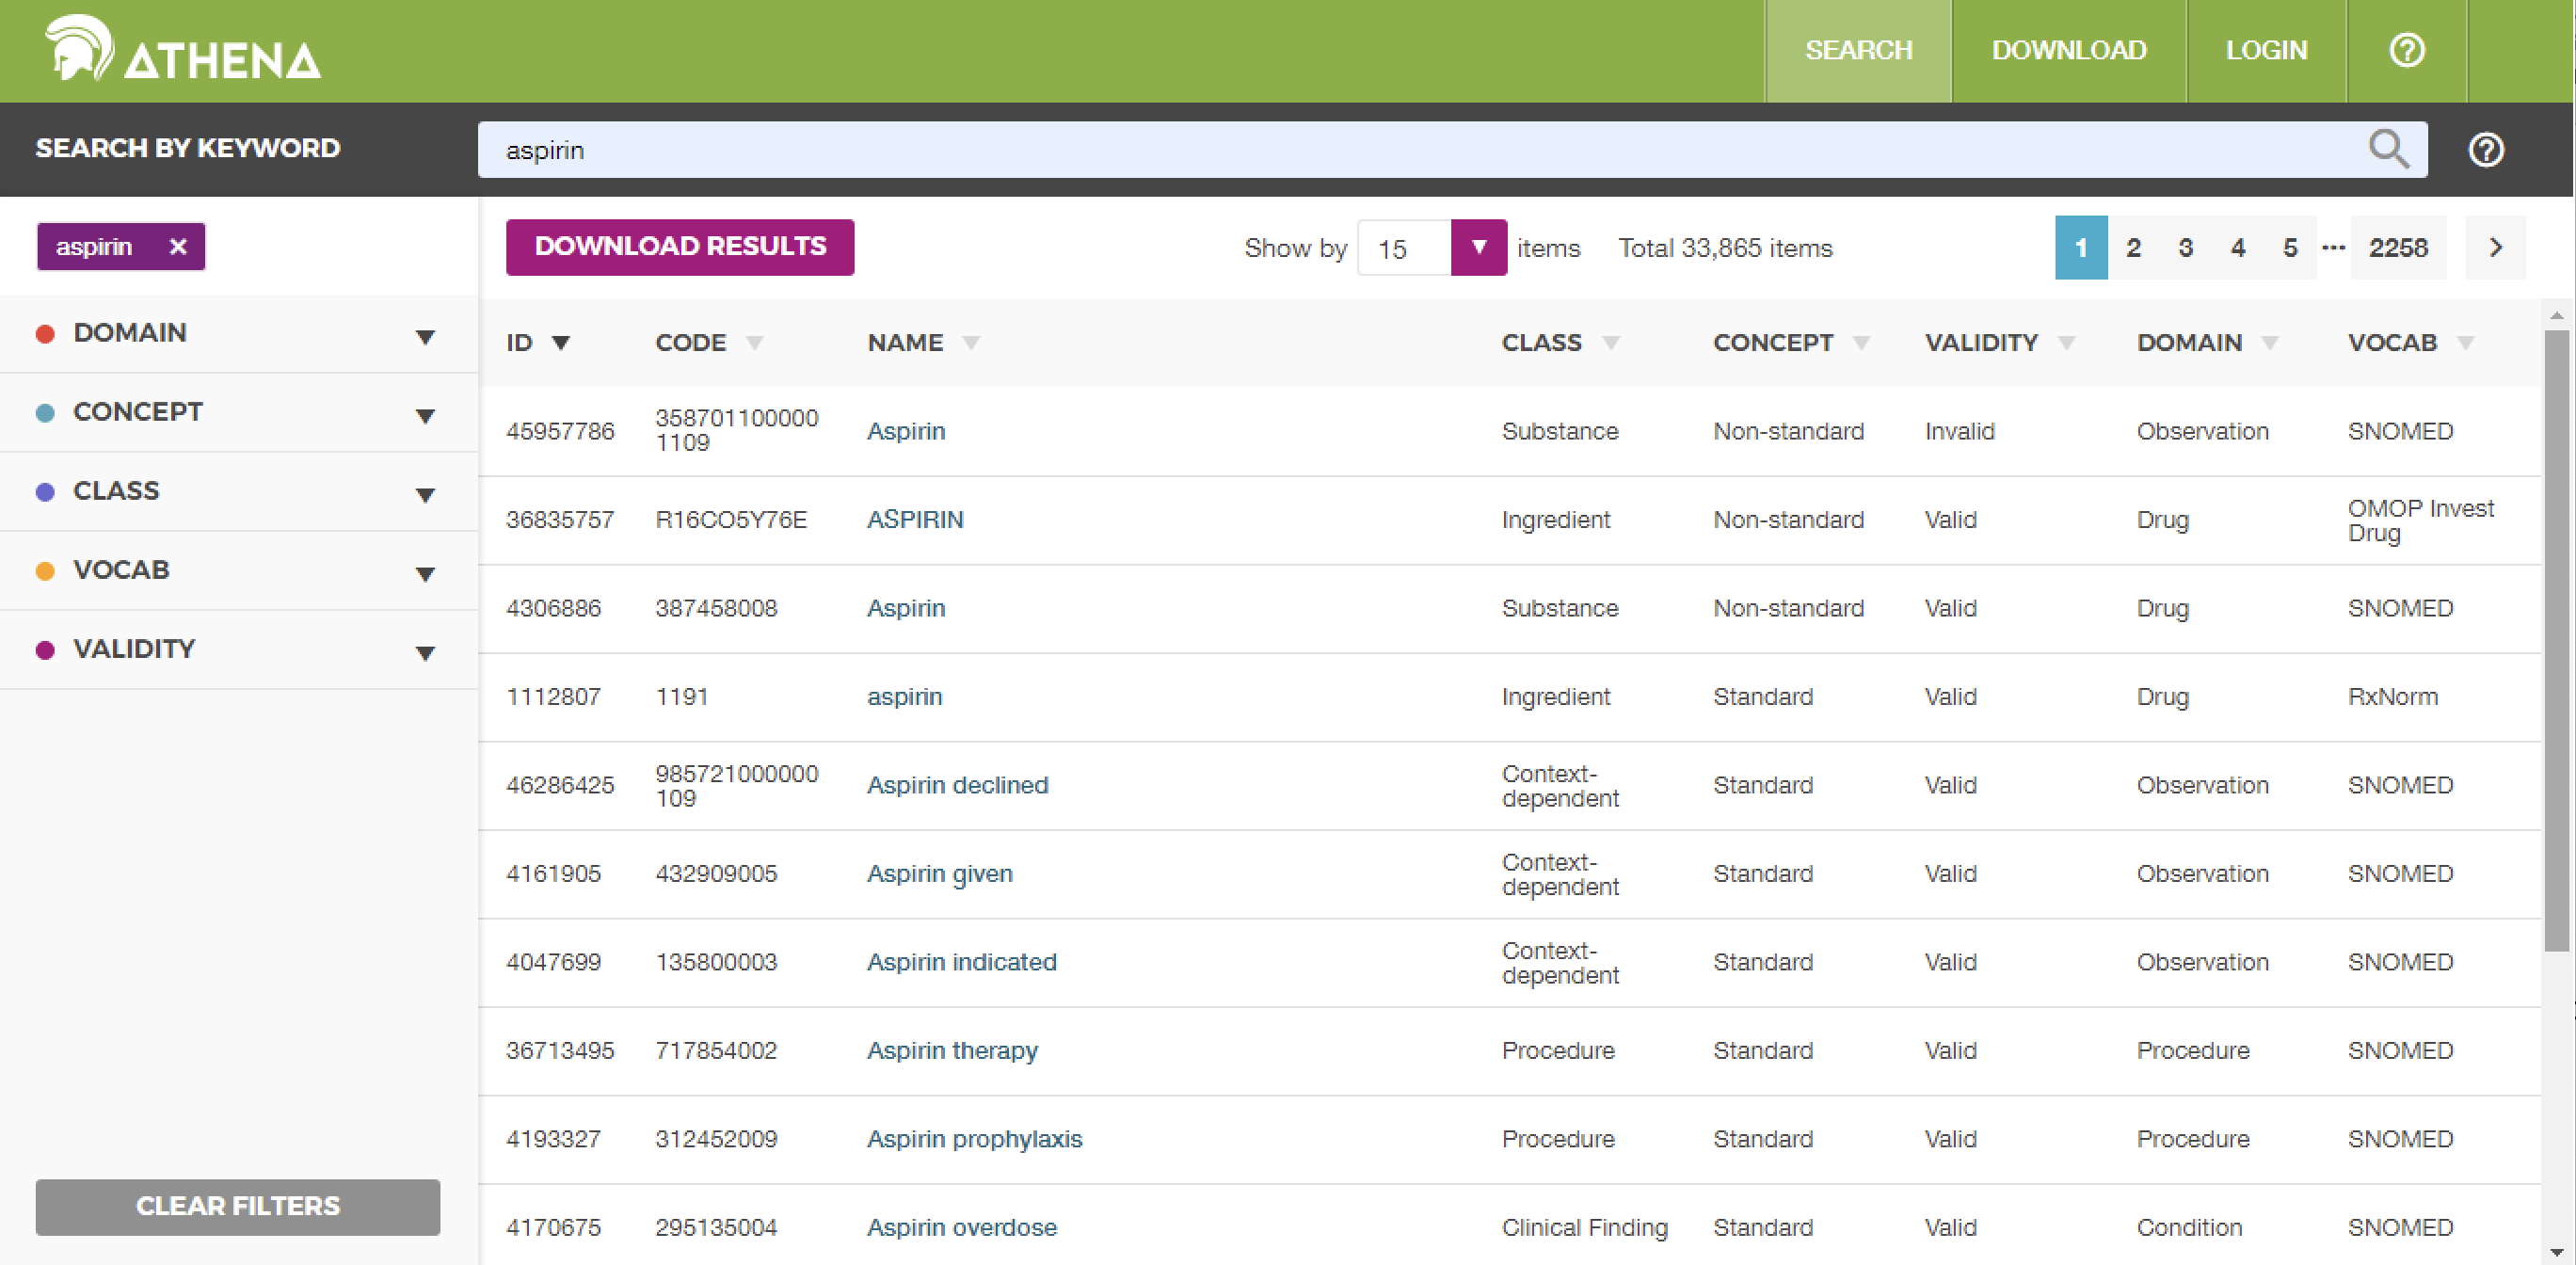 ATHENA
SEARCH
DOWNLOAD
LOGIN
?
SEARCH BY KEYWORD
aspirin
?
aspirin ×
DOWNLOAD RESULTS
Show by 15 ▼ items Total 33,865 items
1 2 3 4 5 ··· 2258 >
DOMAIN
CONCEPT
CLASS
VOCAB
VALIDITY
CLEAR FILTERS
ID CODE NAME CLASS CONCEPT VALIDITY DOMAIN VOCAB
45957786 358701100000
1109 Aspirin Substance Non-standard Invalid Observation SNOMED
36835757 R16CO5Y76E ASPIRIN Ingredient Non-standard Valid Drug OMOP Invest
Drug
4306886 387458008 Aspirin Substance Non-standard Valid Drug SNOMED
1112807 1191 aspirin Ingredient Standard Valid Drug RxNorm
46286425 985721000000
109 Aspirin declined Context-
dependent Standard Valid Observation SNOMED
4161905 432909005 Aspirin given Context-
dependent Standard Valid Observation SNOMED
4047699 135800003 Aspirin indicated Context-
dependent Standard Valid Observation SNOMED
36713495 717854002 Aspirin therapy Procedure Standard Valid Procedure SNOMED
4193327 312452009 Aspirin prophylaxis Procedure Standard Valid Procedure SNOMED
4170675 295135004 Aspirin overdose Clinical Finding Standard Valid Condition SNOMED